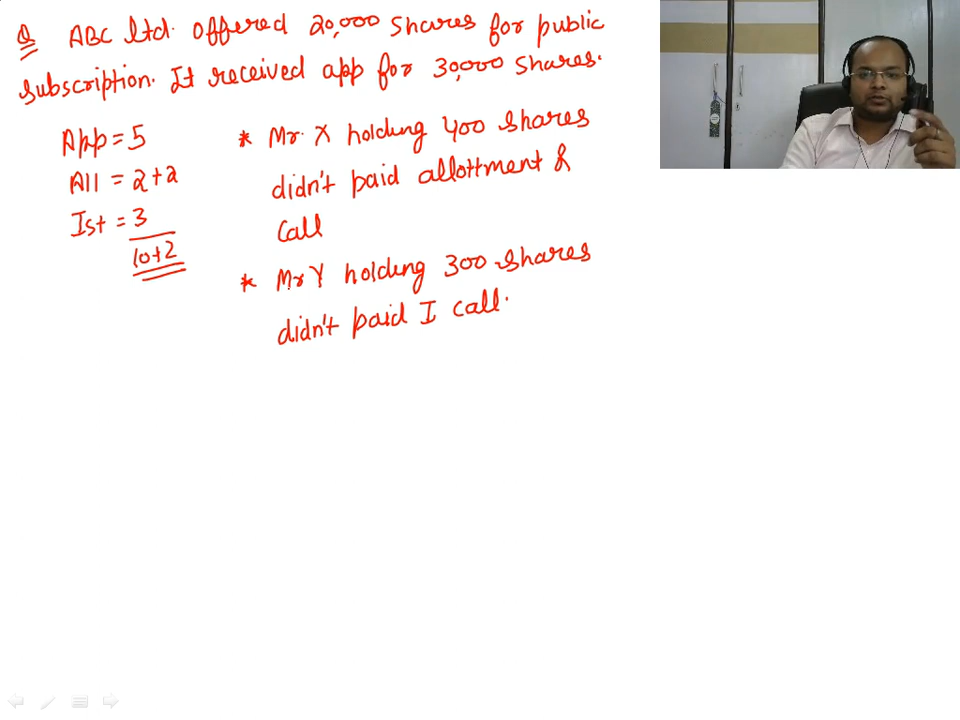 Q ABC Ltd. offered 20,000 shares for public
subscription. It received app for 30,000 shares.
App = 5
All = 2+2
Ist = 3
10+2
* Mr. X holding 400 shares
didn't paid allottment &
call
* Mr Y holding 300 shares
didn't paid I call.